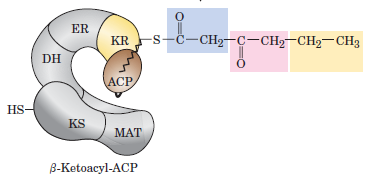 ER
KR
DH
ACP
HS-
KS
MAT
O
-S-C-CH₂-C-CH₂-CH₂-CH₃
O
β-Ketoacyl-ACP